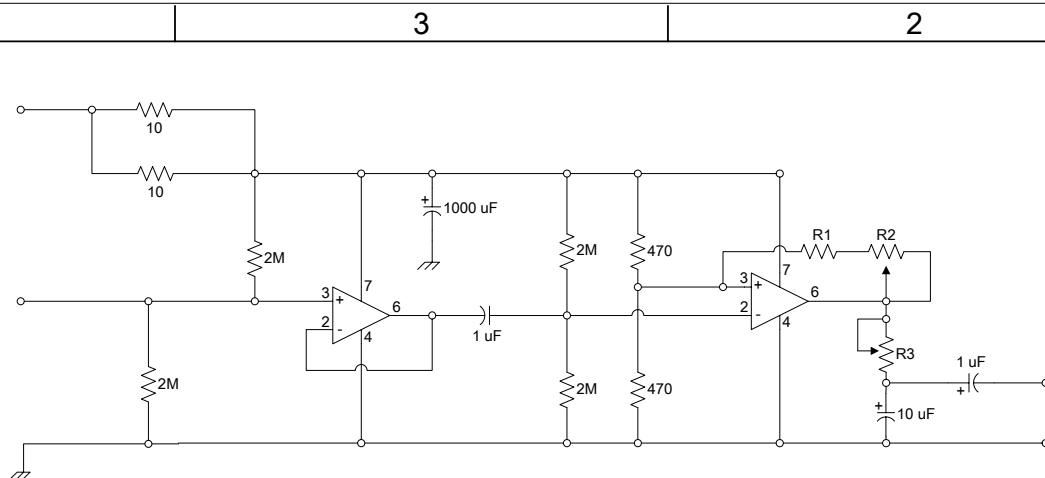 3 2
10
10
1000 uF
2M
2M
470
R1 R2
3 + 7 6
2 - 4
3 + 7 6
2 - 4
1 uF
R3
1 uF
+
2M
2M
470
+ 10 uF
+